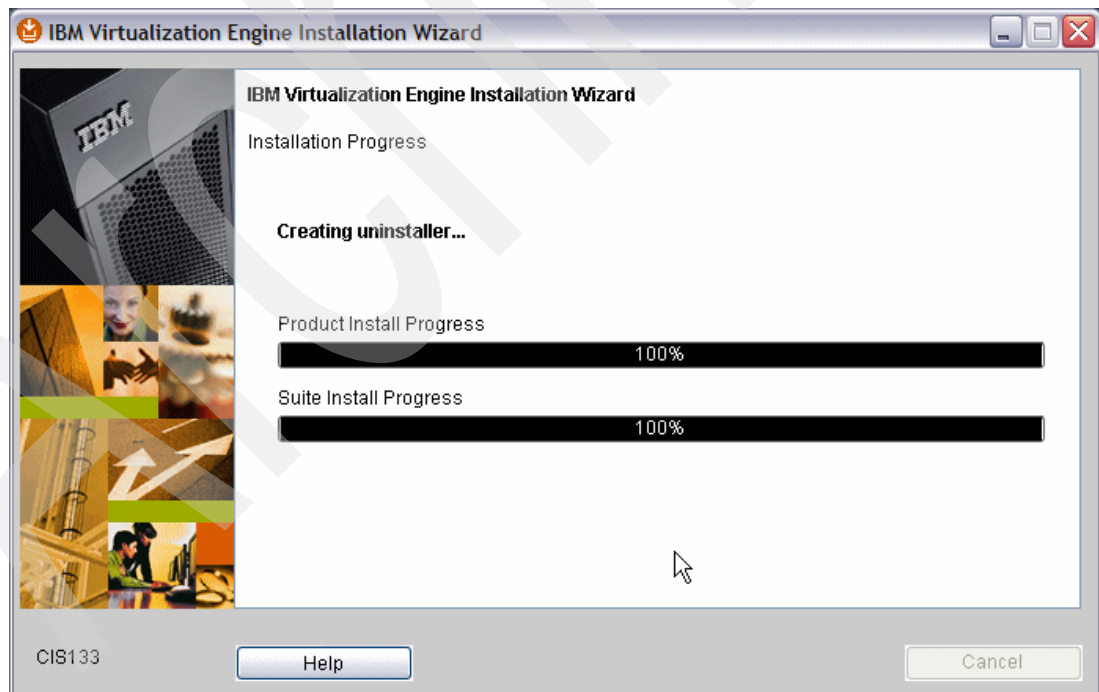 IBM Virtualization Engine Installation Wizard
IBM
IBM Virtualization Engine Installation Wizard
Installation Progress
Creating uninstaller...
Product Install Progress
100%
Suite Install Progress
100%
CIS133
Help
Cancel